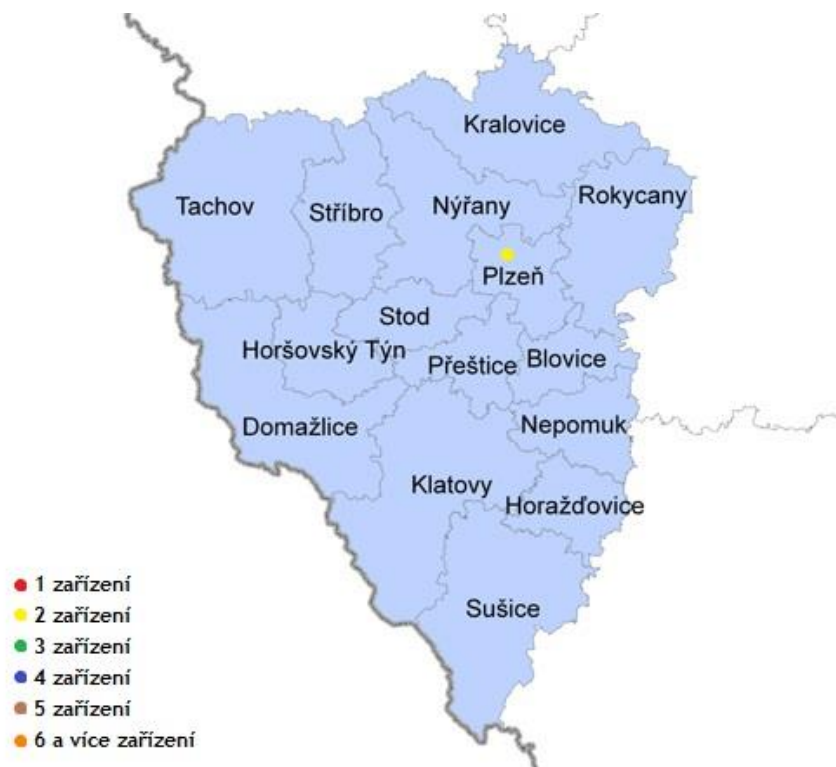 Kralovice
Tachov
Stříbro
Nýřany
Rokycany
Plzeň
Stod
Horšovský Týn
Přeštice
Blovice
Domažlice
Nepomuk
Klatovy
Horažďovice
Sušice
1 zařízení
2 zařízení
3 zařízení
4 zařízení
5 zařízení
6 a více zařízení